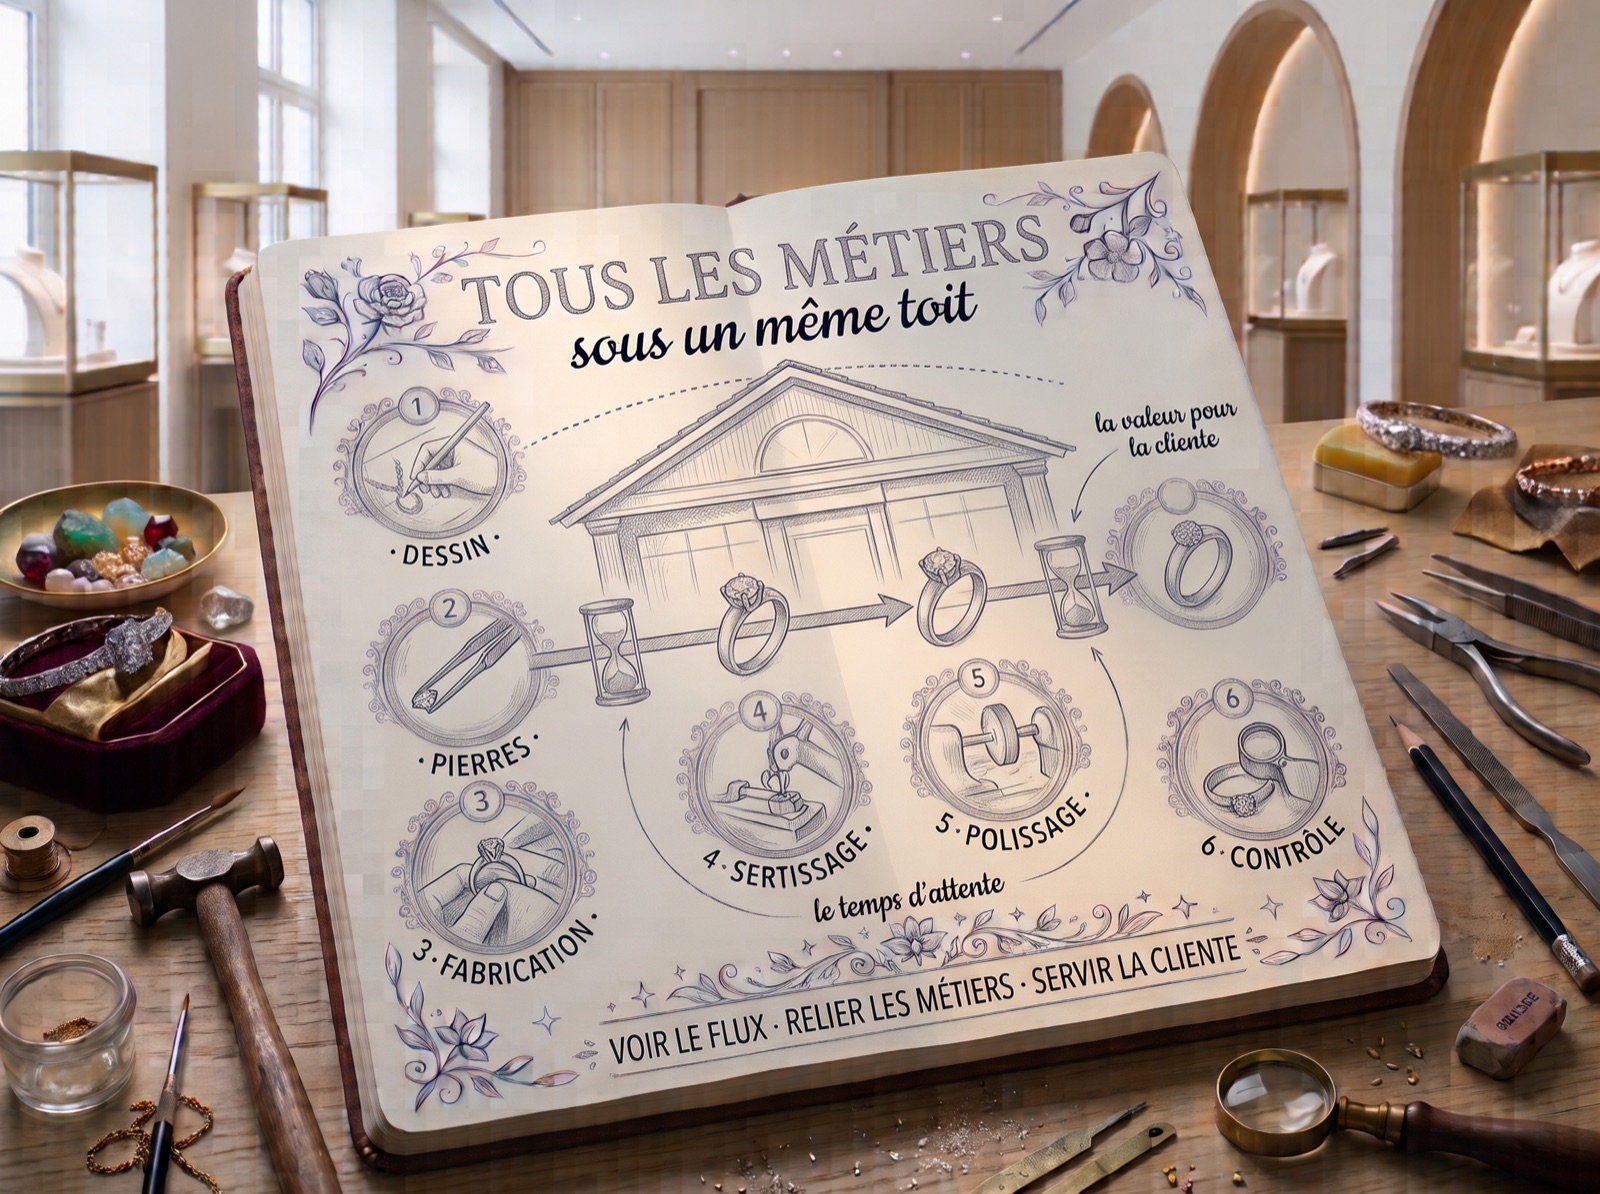 TOUS LES MÉTIERS
sous un même toit
la valeur pour
la cliente
1
· DESSIN ·
2
· PIERRES ·
3
3 · FABRICATION ·
4
4 · SERTISSAGE ·
5
5 · POLISSAGE ·
6
6 · CONTRÔLE
le temps d'attente
VOIR LE FLUX · RELIER LES MÉTIERS · SERVIR LA CLIENTE